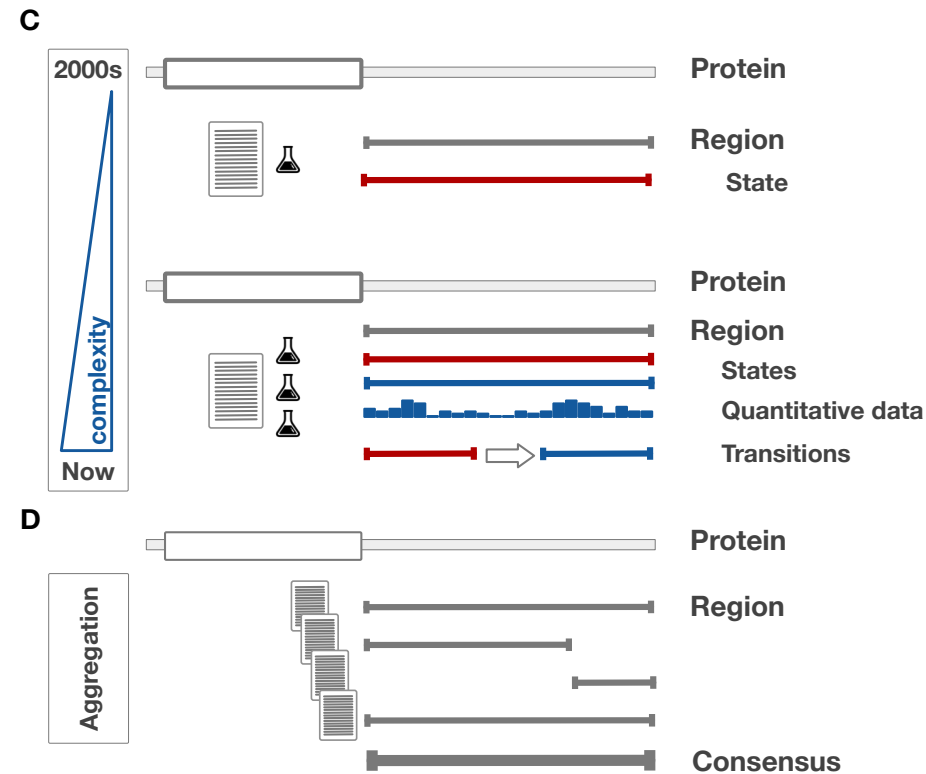 C
2000s
Protein
Region
State
Protein
complexity
Region
States
Quantitative data
Transitions
Now
D
Protein
Aggregation
Region
Consensus